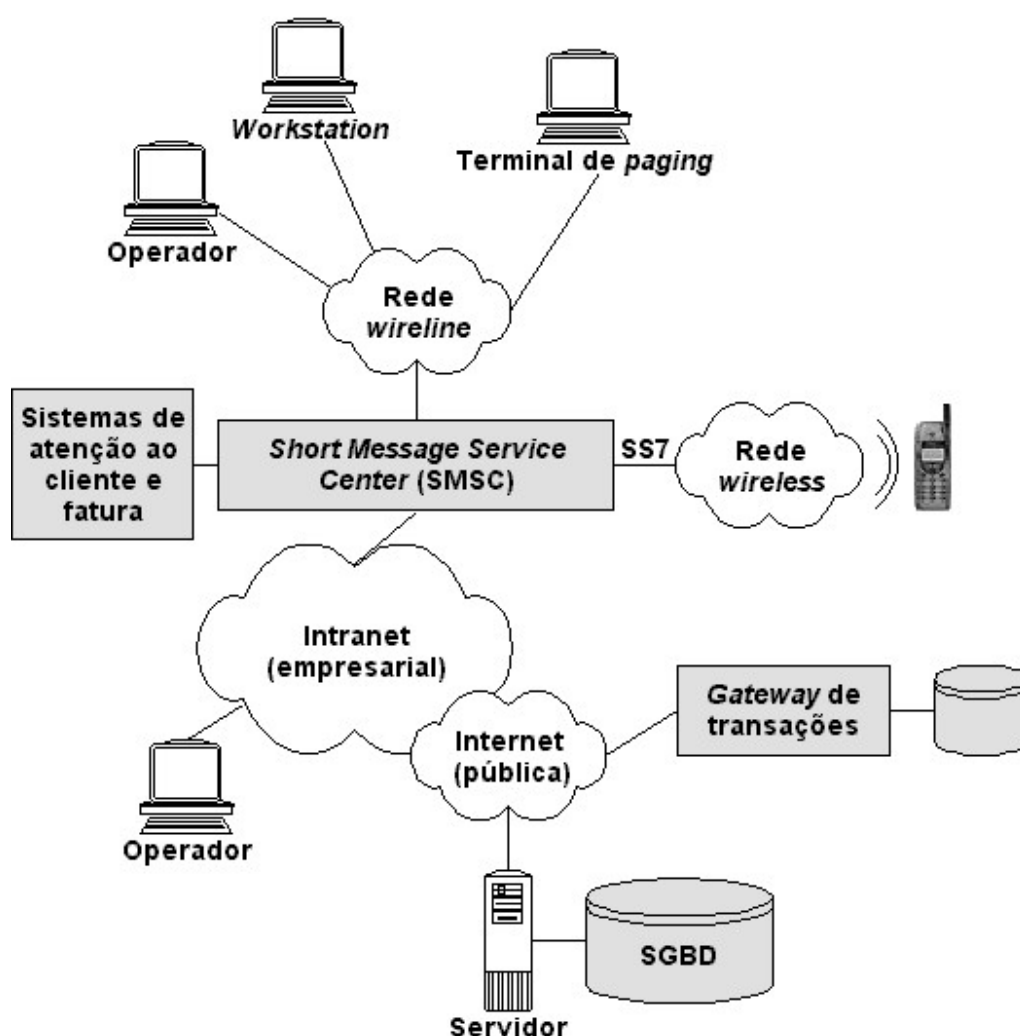 Workstation
Terminal de paging
Operador
Rede
wireline
Sistemas de
atenção ao
cliente e
fatura
Short Message Service
Center (SMSC)
SS7
Rede
wireless
Intranet
(empresarial)
Gateway de
transações
Internet
(pública)
Operador
SGBD
Servidor